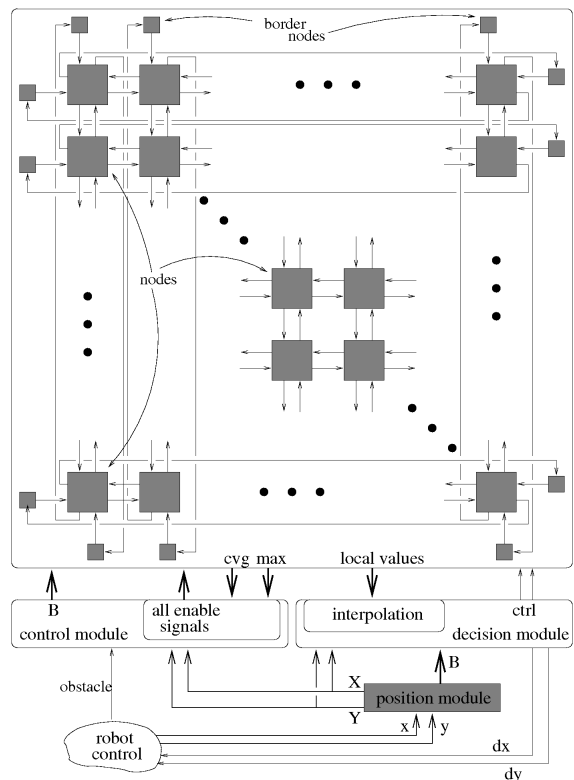 border
nodes
nodes
cvg max
local values
B
all enable
signals
control module
interpolation
ctrl
decision module
B
obstacle
X
position module
Y
x
y
robot
control
dx
dy